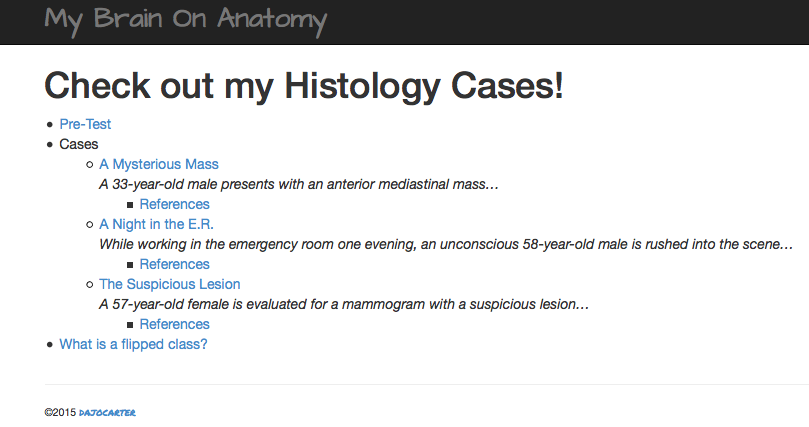 My Brain On Anatomy
Check out my Histology Cases!
Pre-Test
Cases
A Mysterious Mass
A 33-year-old male presents with an anterior mediastinal mass…
References
A Night in the E.R.
While working in the emergency room one evening, an unconscious 58-year-old male is rushed into the scene…
References
The Suspicious Lesion
A 57-year-old female is evaluated for a mammogram with a suspicious lesion…
References
What is a flipped class?
©2015 DAJOCARTER